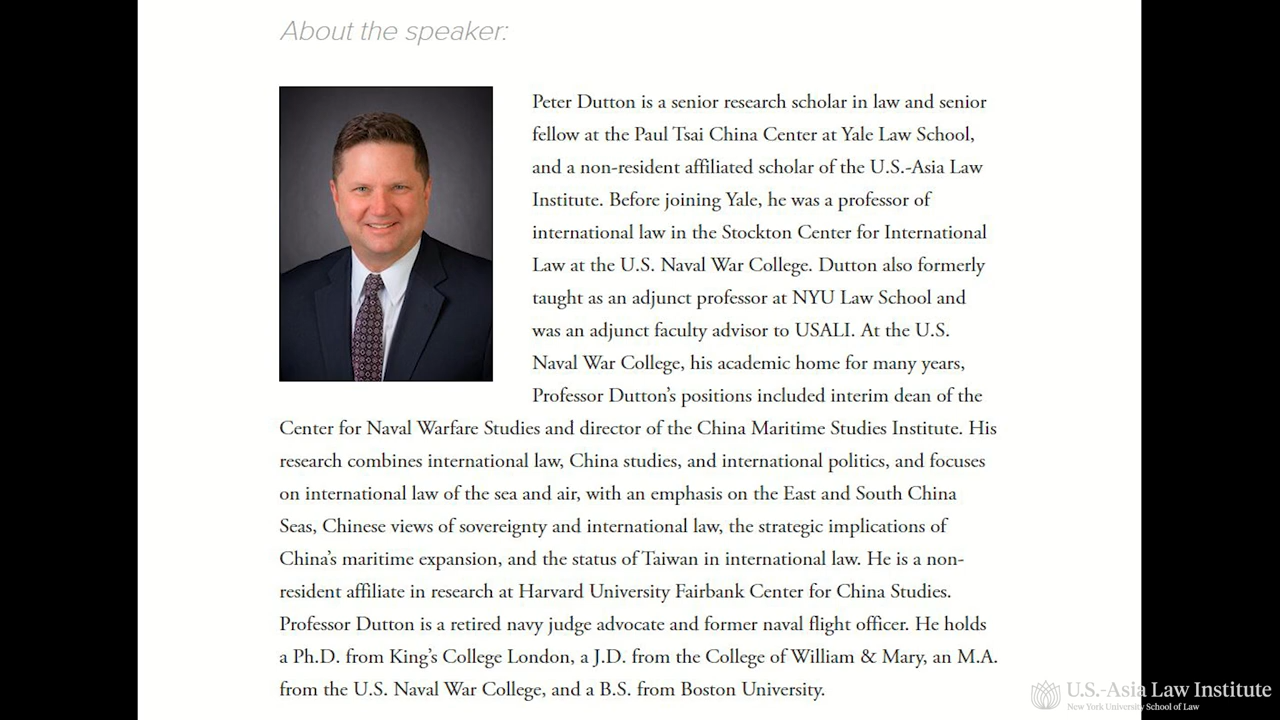 About the speaker:
Peter Dutton is a senior research scholar in law and senior
fellow at the Paul Tsai China Center at Yale Law School,
and a non-resident affiliated scholar of the U.S.-Asia Law
Institute. Before joining Yale, he was a professor of
international law in the Stockton Center for International
Law at the U.S. Naval War College. Dutton also formerly
taught as an adjunct professor at NYU Law School and
was an adjunct faculty advisor to USALI. At the U.S.
Naval War College, his academic home for many years,
Professor Dutton's positions included interim dean of the
Center for Naval Warfare Studies and director of the China Maritime Studies Institute. His
research combines international law, China studies, and international politics, and focuses
on international law of the sea and air, with an emphasis on the East and South China
Seas, Chinese views of sovereignty and international law, the strategic implications of
China's maritime expansion, and the status of Taiwan in international law. He is a non-
resident affiliate in research at Harvard University Fairbank Center for China Studies.
Professor Dutton is a retired navy judge advocate and former naval flight officer. He holds
a Ph.D. from King's College London, a J.D. from the College of William & Mary, an M.A.
from the U.S. Naval War College, and a B.S. from Boston University.
U.S.-Asia Law Institute
New York University School of Law